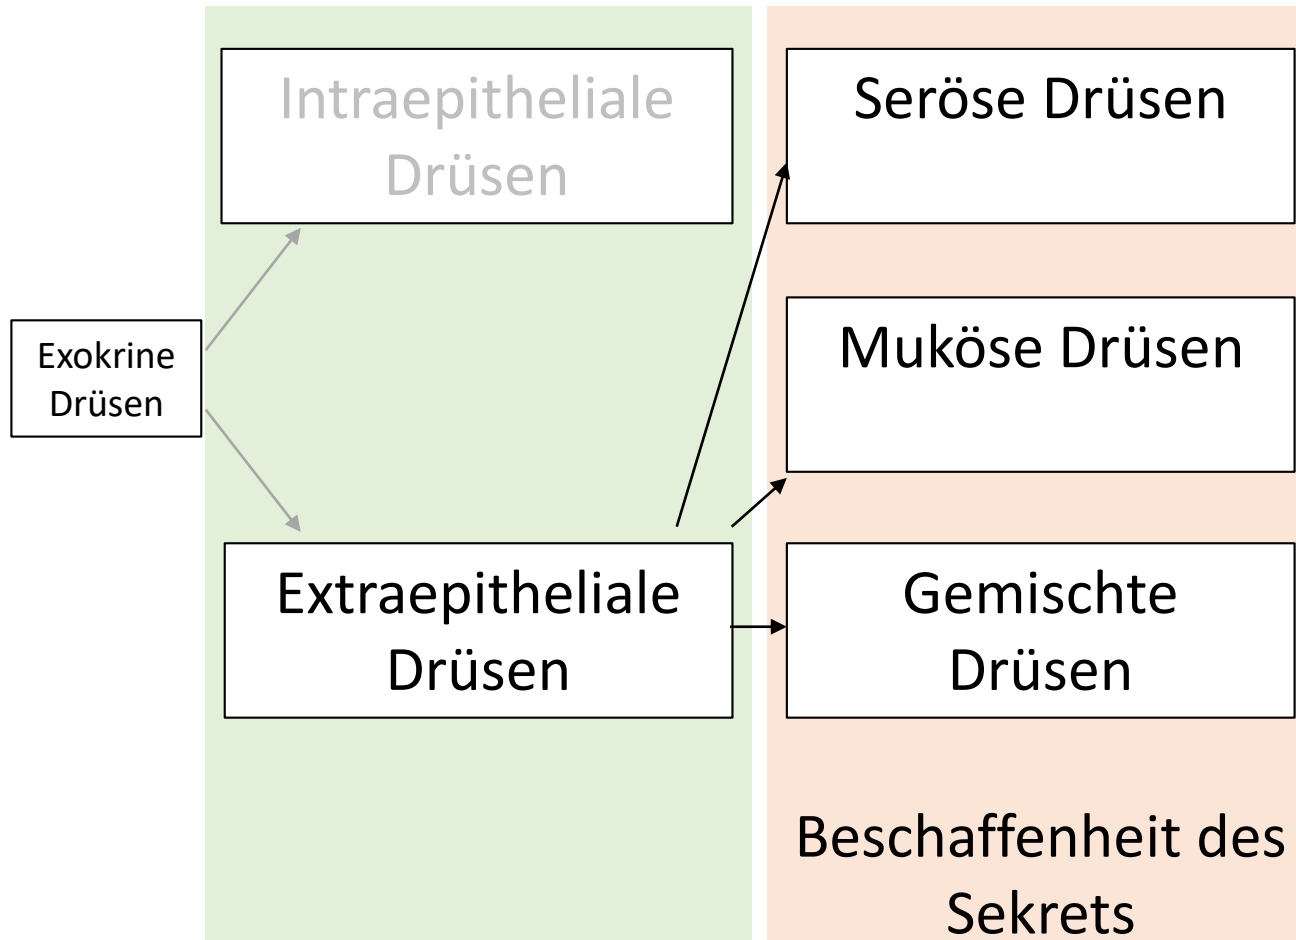 Exokrine
Drüsen
Intraepitheliale
Drüsen
Extraepitheliale
Drüsen
Seröse Drüsen
Muköse Drüsen
Gemischte
Drüsen
Beschaffenheit des
Sekrets